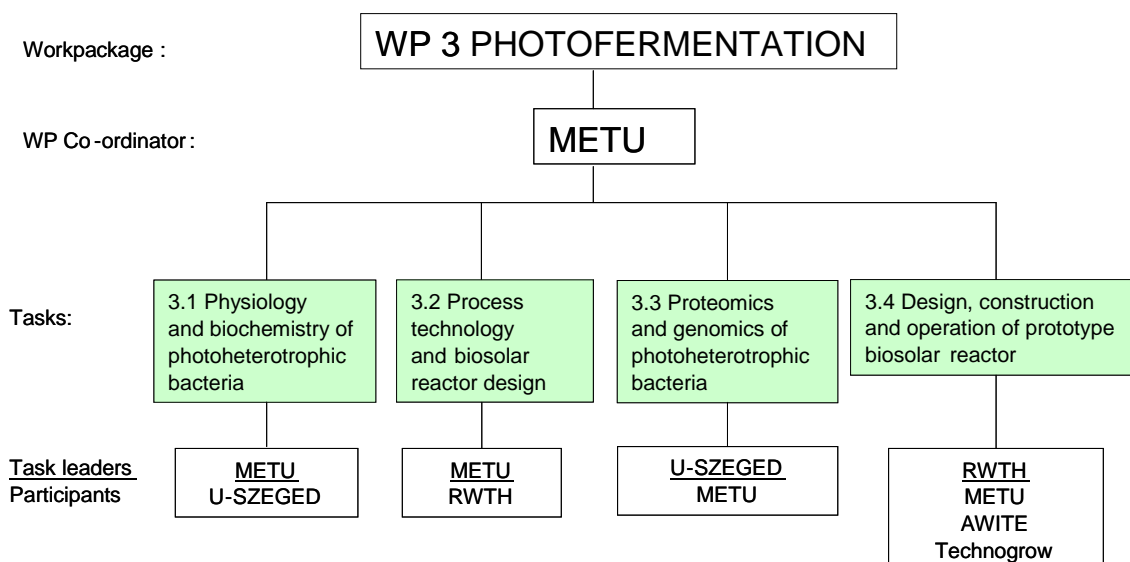 Workpackage :
WP 3 PHOTOFERMENTATION
WP Co-ordinator :
METU
Tasks:
3.1 Physiology
and biochemistry of
photoheterotrophic
bacteria
3.2 Process
technology
and biosolar
reactor design
3.3 Proteomics
and genomics of
photoheterotrophic
bacteria
3.4 Design, construction
and operation of prototype
biosolar reactor
Task leaders
Participants
METU
U-SZEGED
METU
RWTH
U-SZEGED
METU
RWTH
METU
AWITE
Technogrow